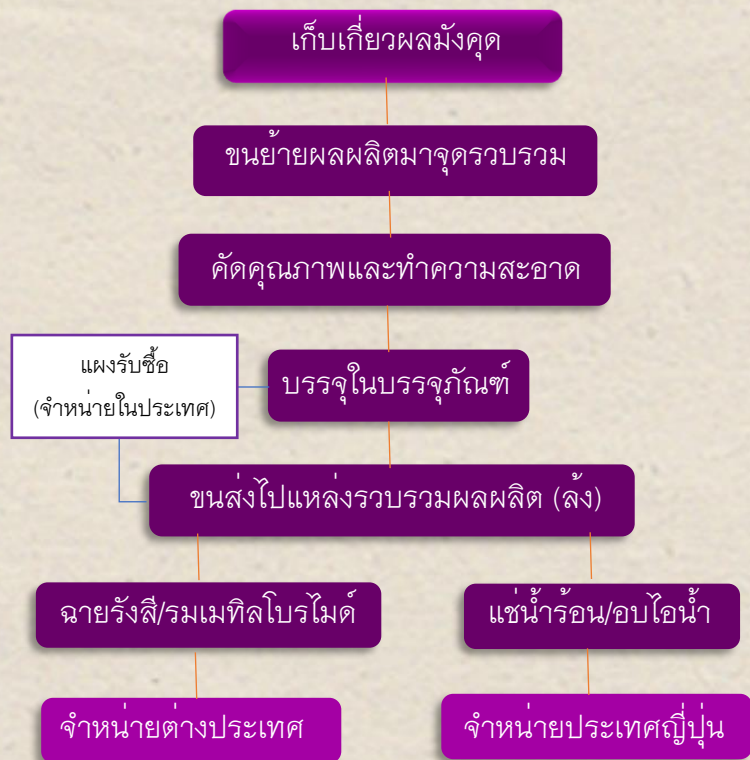 เก็บเกี่ยวผลมังคุด
ขนย้ายผลผลิตมาจุดรวบรวม
คัดคุณภาพและทำความสะอาด
แผงรับซื้อ
(จำหน่ายในประเทศ)
บรรจุในบรรจุภัณฑ์
ขนส่งไปแหล่งรวบรวมผลผลิต (ล้ง)
ฉายรังสี/รมเมทิลโบรไมด์
แช่น้ำร้อน/อบไอน้ำ
จำหน่ายต่างประเทศ
จำหน่ายประเทศญี่ปุ่น